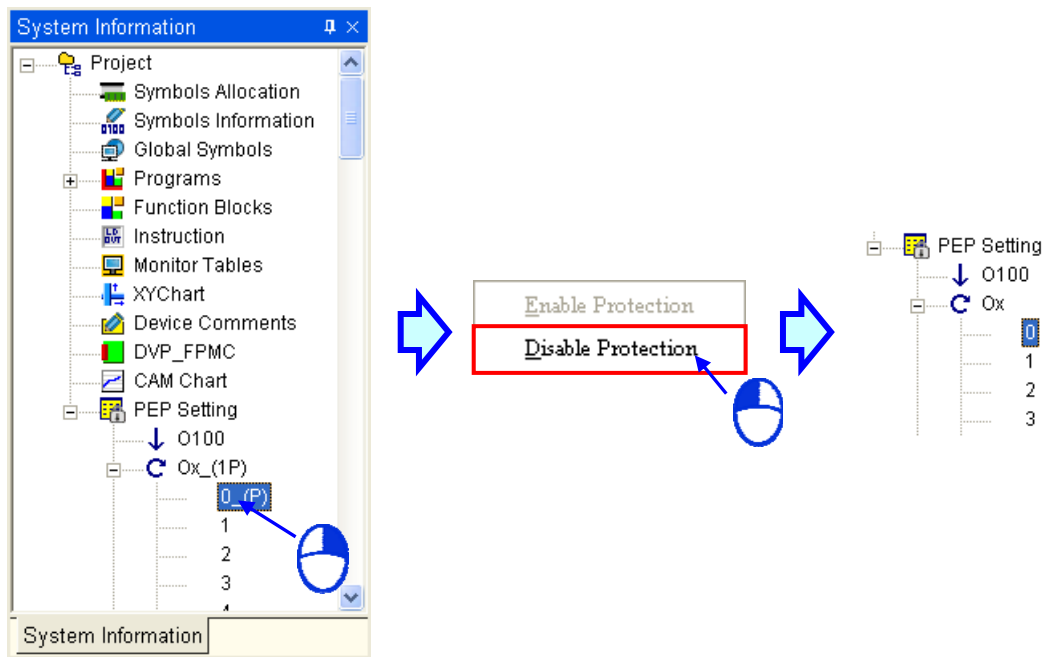 System Information
Project
Symbols Allocation
Symbols Information
Global Symbols
Programs
Function Blocks
Instruction
Monitor Tables
XYChart
Device Comments
DVP_FPMC
CAM Chart
PEP Setting
O100
Ox_(1P)
0_(P)
1
2
3
System Information
Enable Protection
Disable Protection
PEP Setting
O100
Ox
0
1
2
3